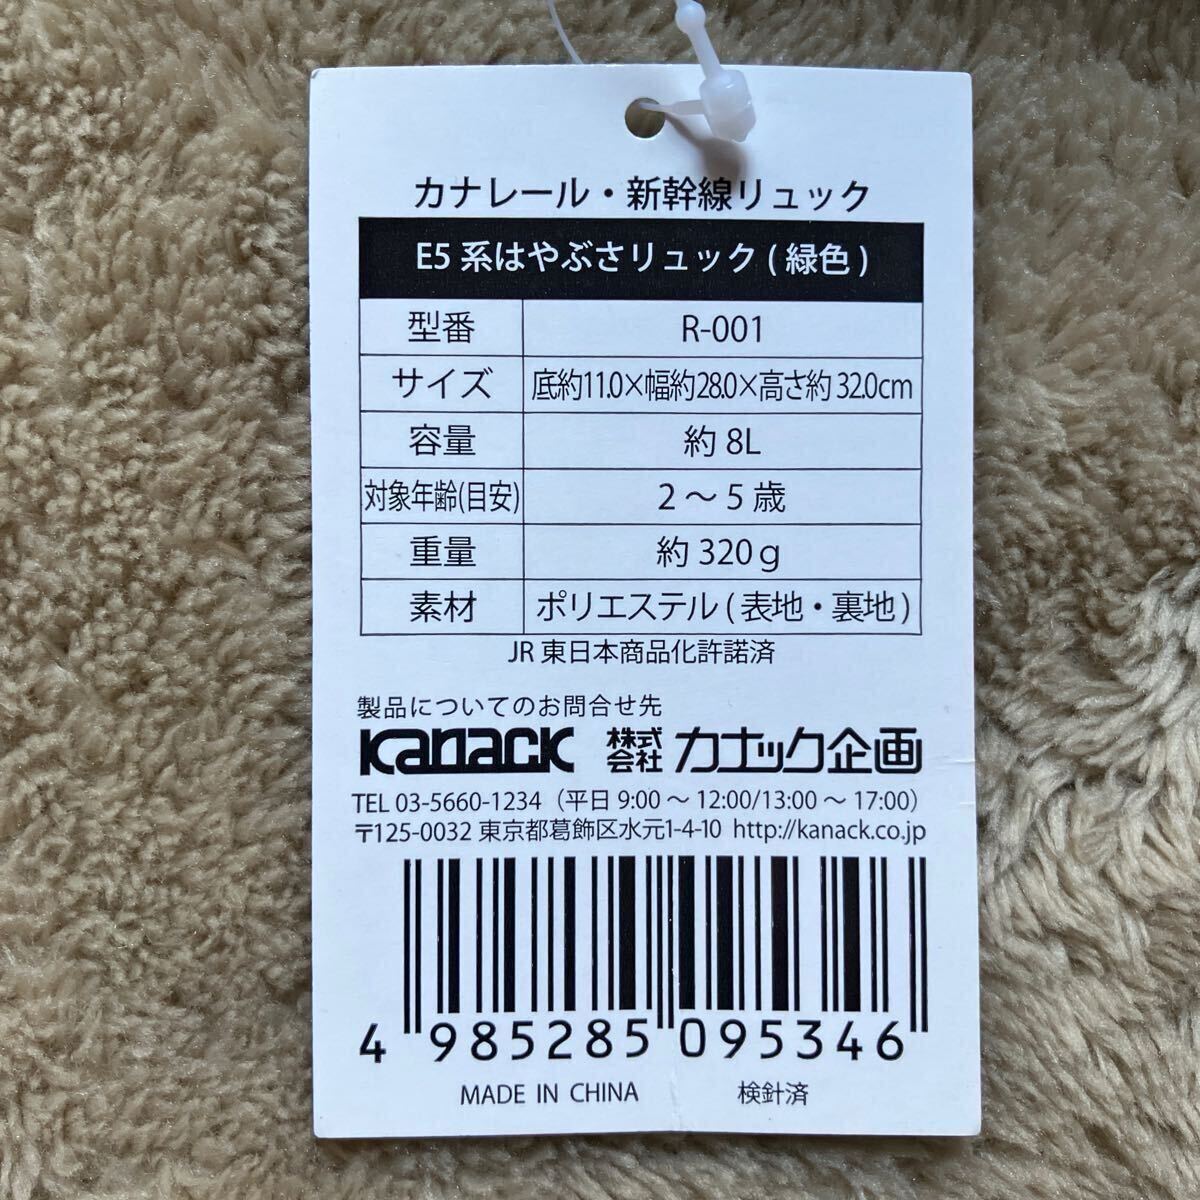 カナレール・新幹線リュック
E5系はやぶさリュック(緑色)
型番 R-001
サイズ 底約11.0×幅約28.0×高さ約32.0cm
容量 約8L
対象年齢(目安) 2〜5歳
重量 約320g
素材 ポリエステル(表地・裏地)
JR東日本商品化許諾済
製品についてのお問合せ先
Kanack 株式会社 カナック企画
TEL 03-5660-1234（平日9:00〜12:00/13:00〜17:00）
〒125-0032 東京都葛飾区水元1-4-10 http://kanack.co.jp
4 985285 095346
MADE IN CHINA 検針済